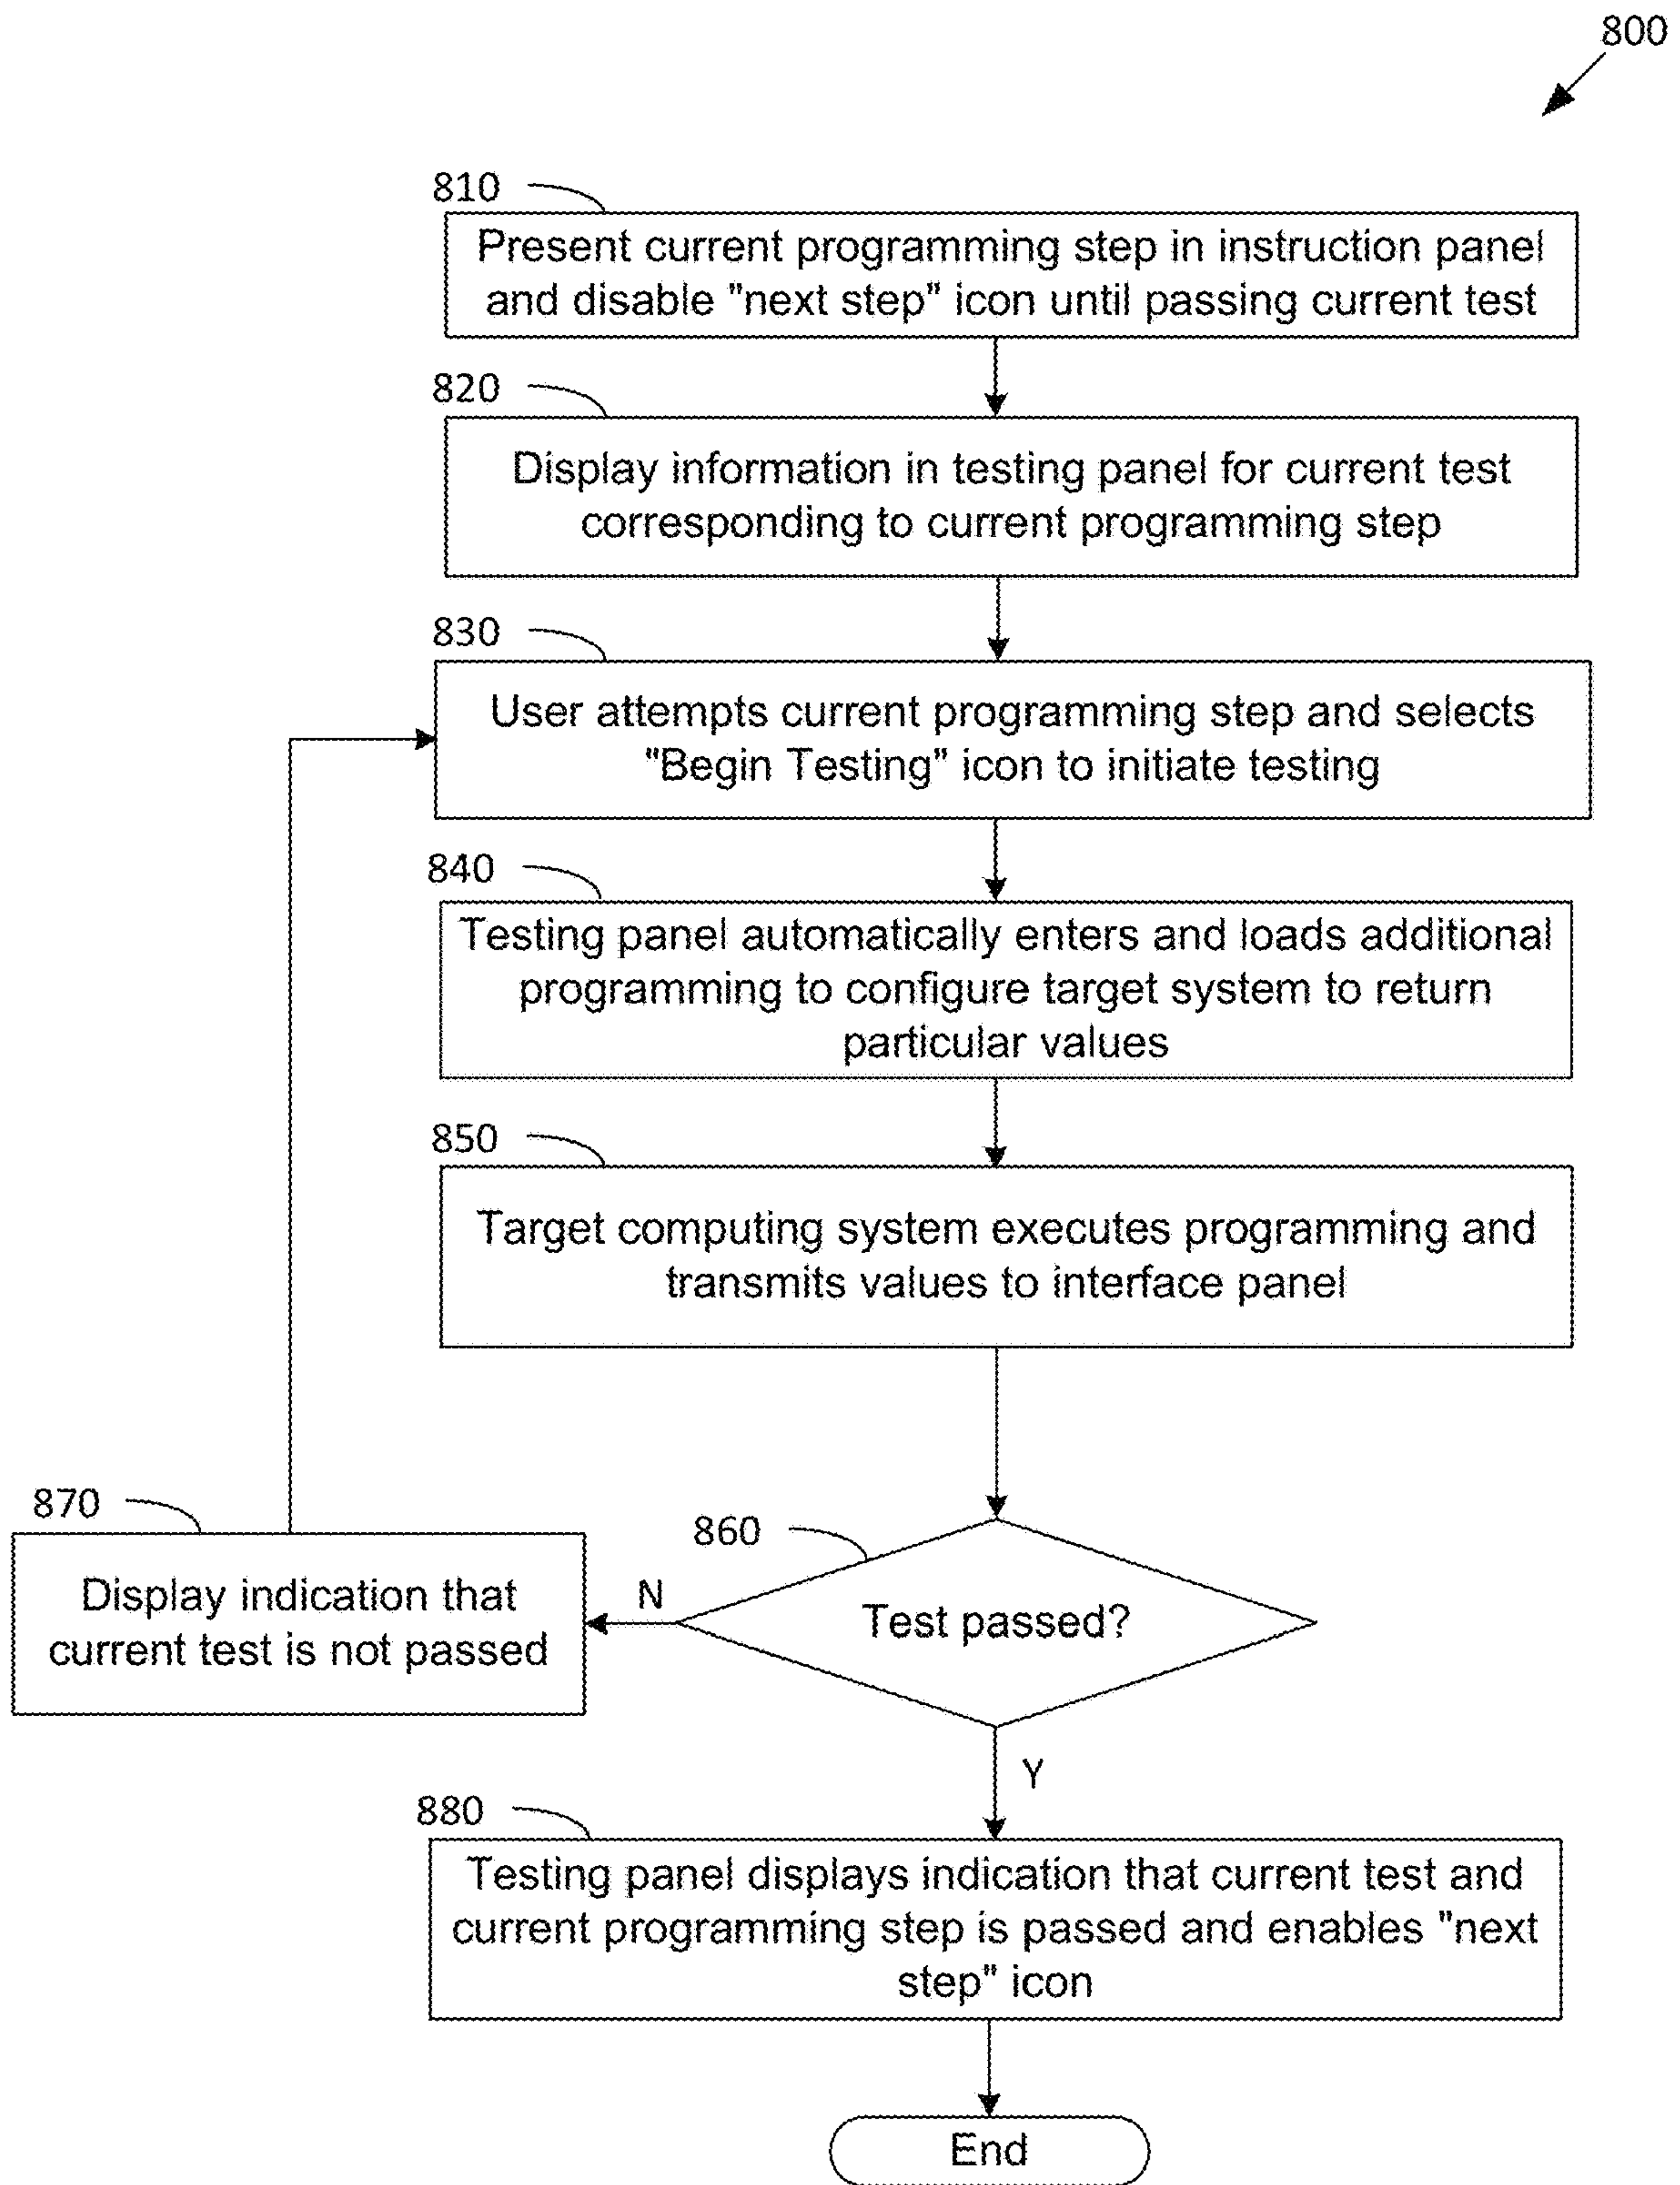 800
810
Present current programming step in instruction panel
and disable "next step" icon until passing current test
820
Display information in testing panel for current test
corresponding to current programming step
830
User attempts current programming step and selects
"Begin Testing" icon to initiate testing
840
Testing panel automatically enters and loads additional
programming to configure target system to return
particular values
850
Target computing system executes programming and
transmits values to interface panel
870
Display indication that
current test is not passed
N
860
Test passed?
Y
880
Testing panel displays indication that current test and
current programming step is passed and enables "next
step" icon
End